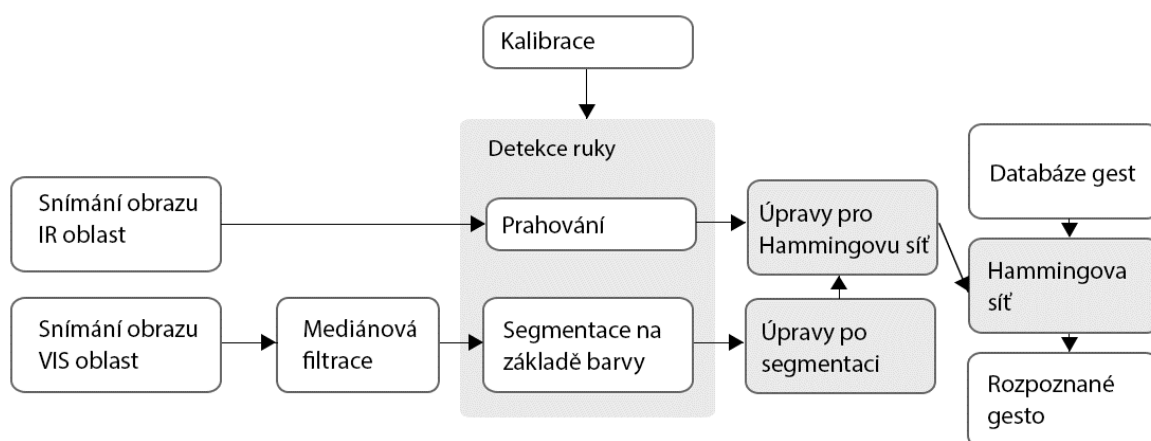 Kalibrace
Detekce ruky
Snímání obrazu
IR oblast
Prahování
Úpravy pro
Hammingovu síť
Databáze gest
Snímání obrazu
VIS oblast
Mediánová
filtrace
Segmentace na
základě barvy
Úpravy po
segmentaci
Hammingova
síť
Rozpoznané
gesto